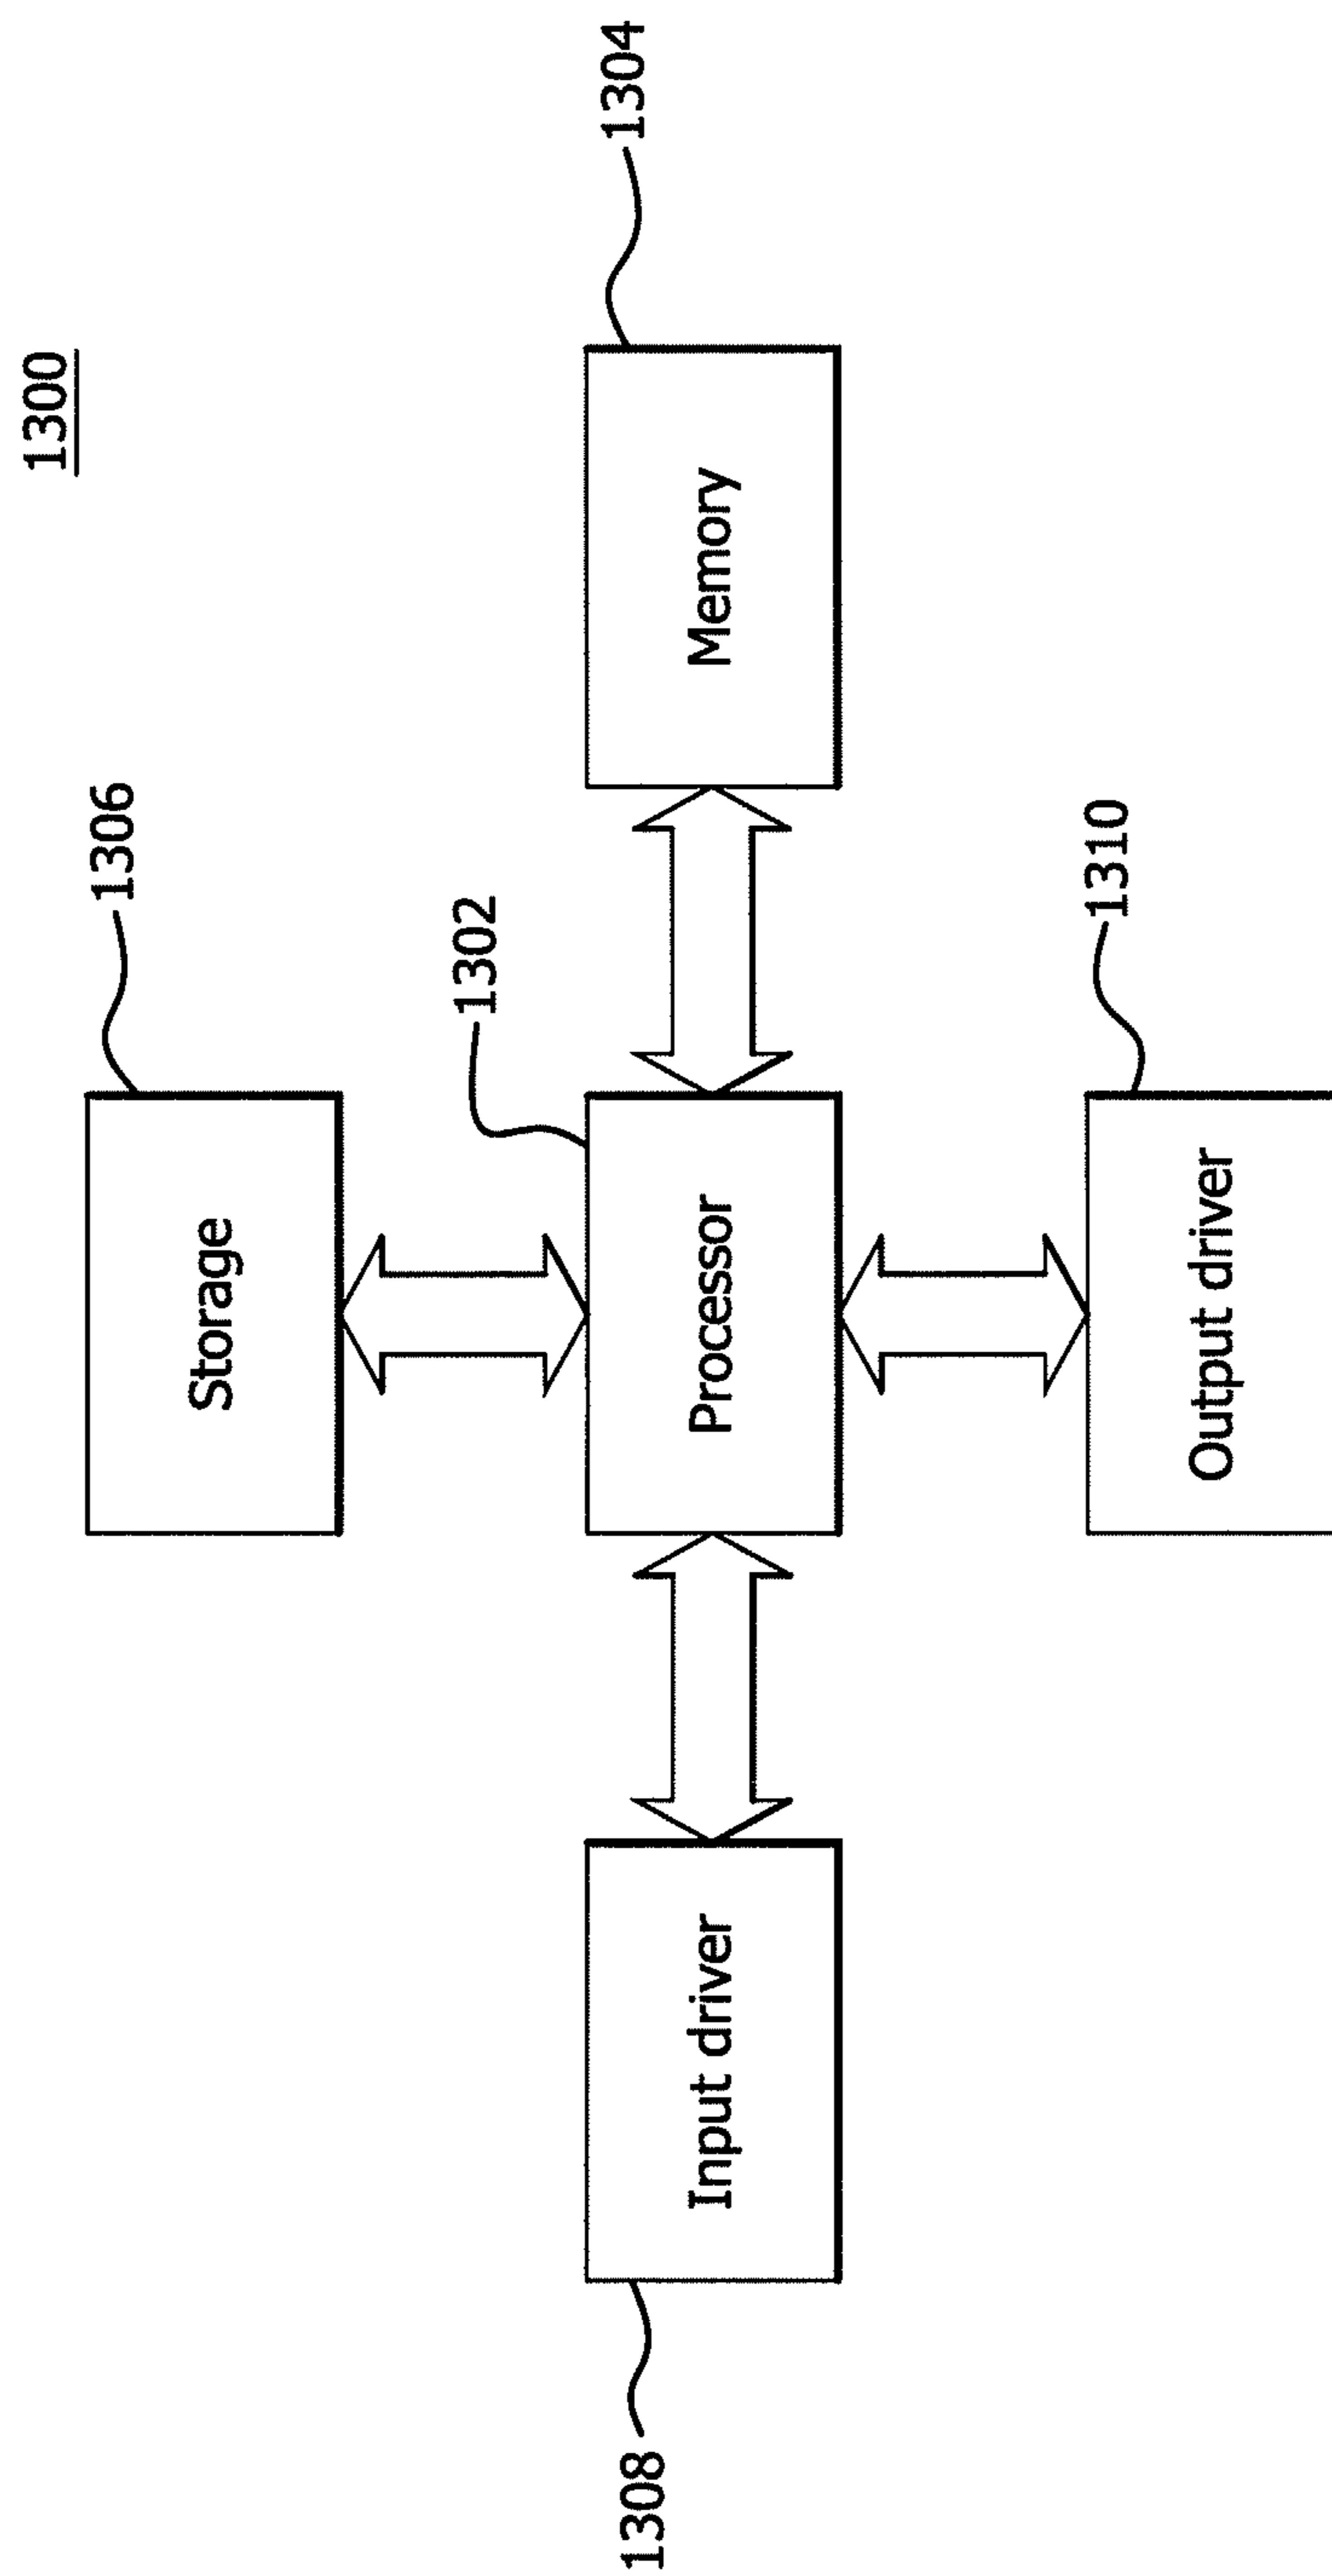 1300
1306
Storage
1302
1304
1308
Input driver
Processor
Memory
1310
Output driver